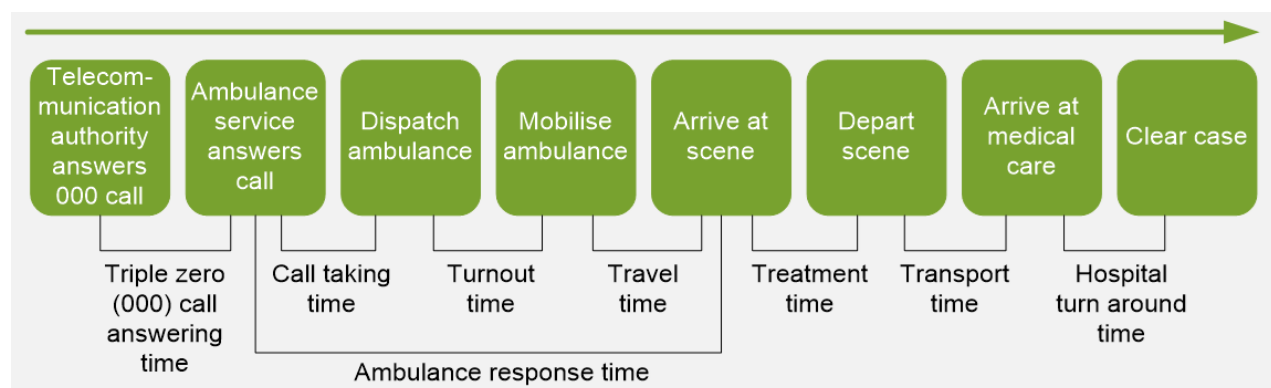 Telecom-
munication
authority
answers
000 call
Ambulance
service
answers
call
Dispatch
ambulance
Mobilise
ambulance
Arrive at
scene
Depart
scene
Arrive at
medical
care
Clear case
Triple zero
(000) call
answering
time
Call taking
time
Turnout
time
Travel
time
Treatment
time
Transport
time
Hospital
turn around
time
Ambulance response time